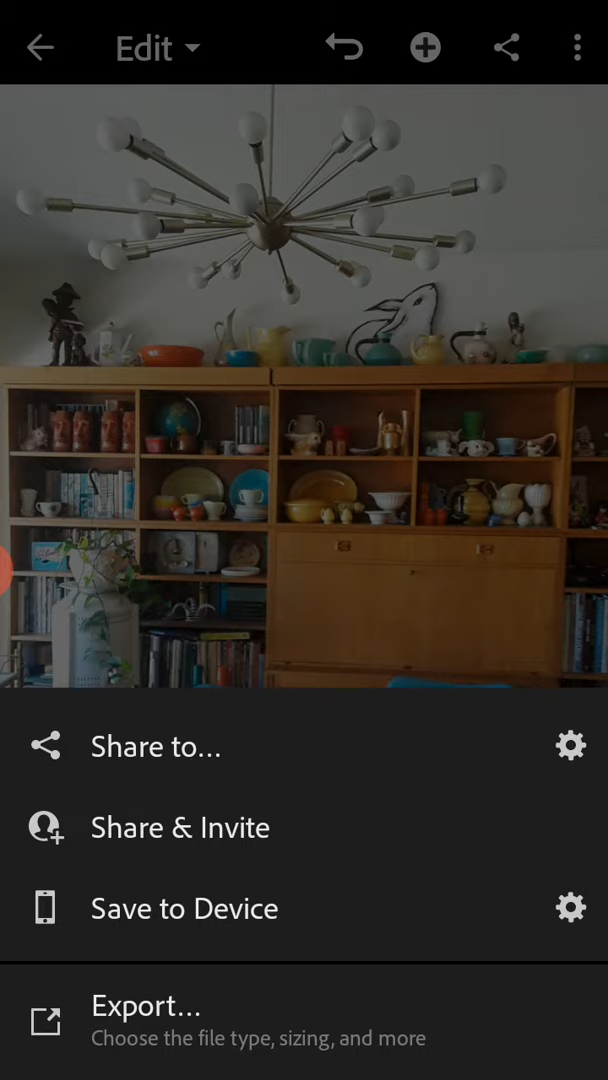 Edit
Share to...
Share & Invite
Save to Device
Export...
Choose the file type, sizing, and more